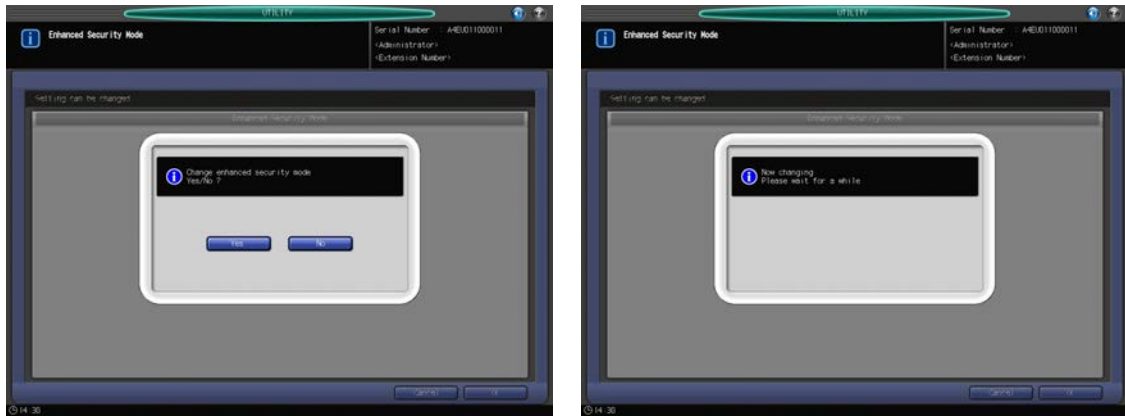 UTILITY
Enhanced Security Mode
Serial Number : A4EU011000011
<Administrator>
<Extension Number>
Setting can be changed
Enhanced Security Mode
Change enhanced security mode
Yes/No ?
Yes
No
Cancel
14:30
UTILITY
Enhanced Security Mode
Serial Number : A4EU011000011
<Administrator>
<Extension Number>
Setting can be changed
Enhanced Security Mode
Now changing
Please wait for a while
Cancel
14:30